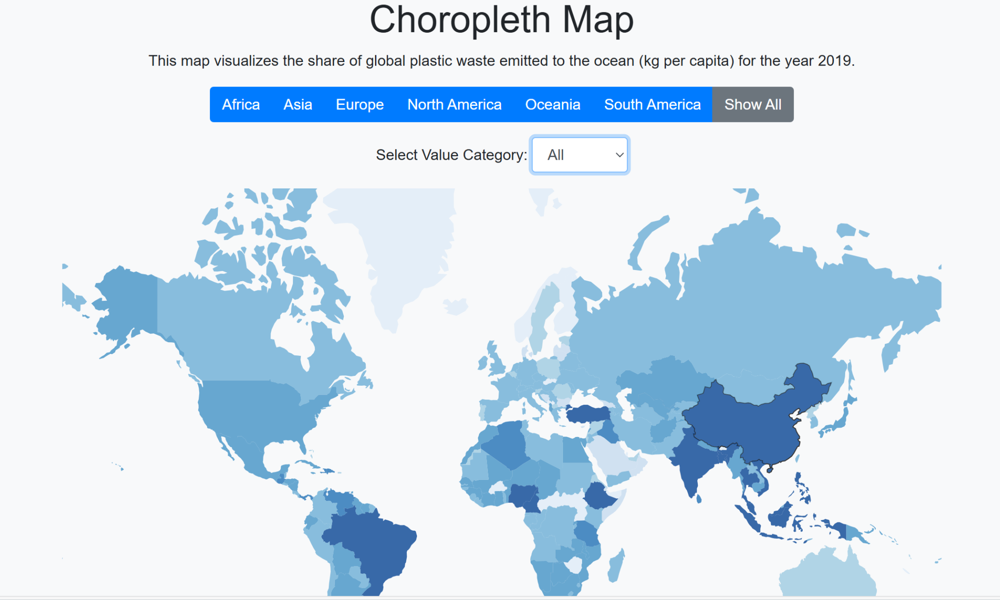 Choropleth Map
This map visualizes the share of global plastic waste emitted to the ocean (kg per capita) for the year 2019.
Africa Asia Europe North America Oceania South America Show All
Select Value Category: All